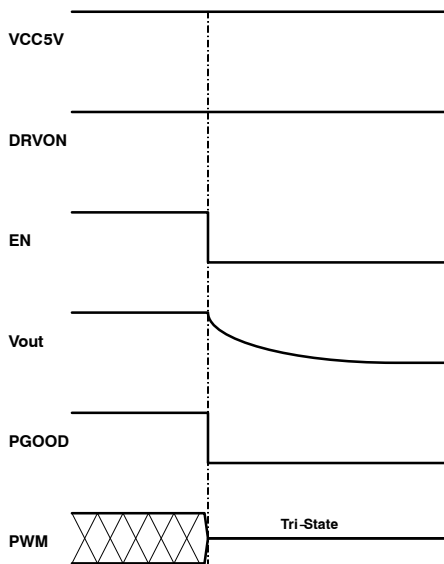 VCC5V
DRVON
EN
Vout
PGOOD
Tri-State
PWM